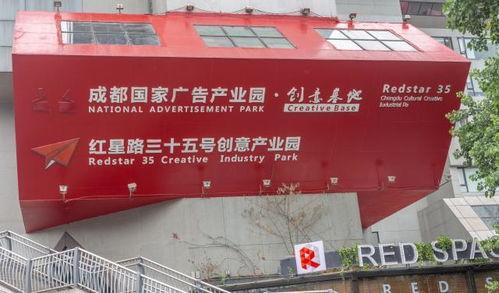 成都国家广告产业园·创意基地
NATIONAL ADVERTISEMENT PARK
Creative Base
Redstar 35
Chengdu Cultural Creative
Industrial Pa
红星路三十五号创意产业园
Redstar 35 Creative Industry Park
R
RED SPA
RED S